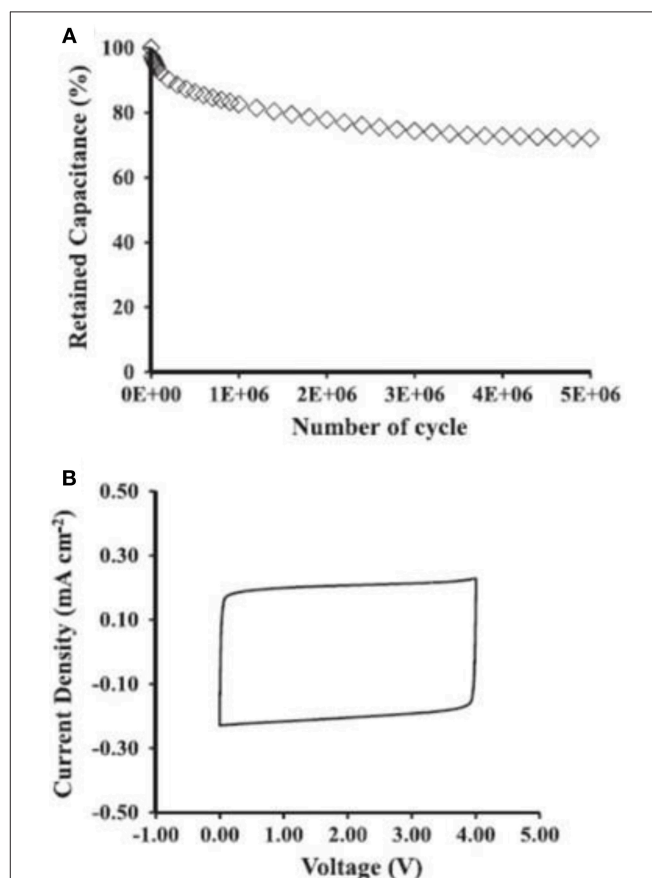 A
100
80
60
40
20
0
Retained Capacitance (%)
0E+00 1E+06 2E+06 3E+06 4E+06 5E+06
Number of cycle
B
0.50
0.30
0.10
-0.10
-0.30
-0.50
Current Density (mA cm-2)
-1.00 0.00 1.00 2.00 3.00 4.00 5.00
Voltage (V)